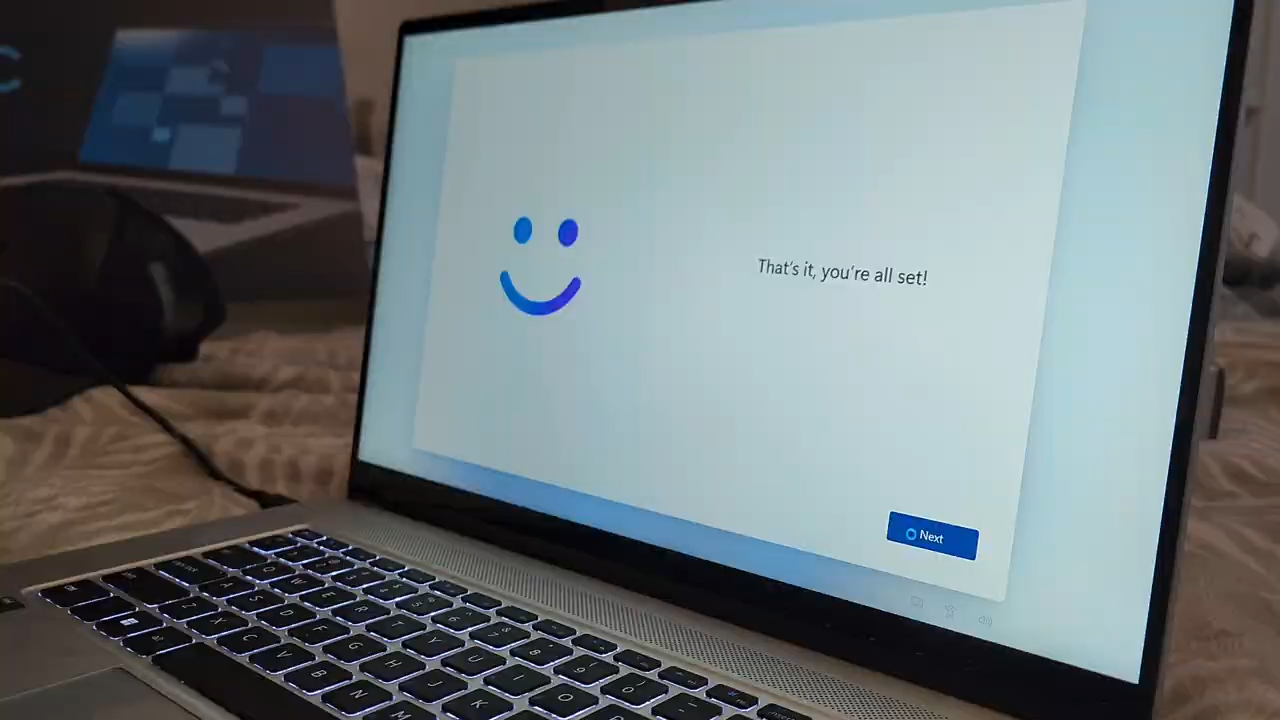 That's it, you're all set!
Next
Q W E R T Y U I O
A S D F G H J K
Z X C V B N M